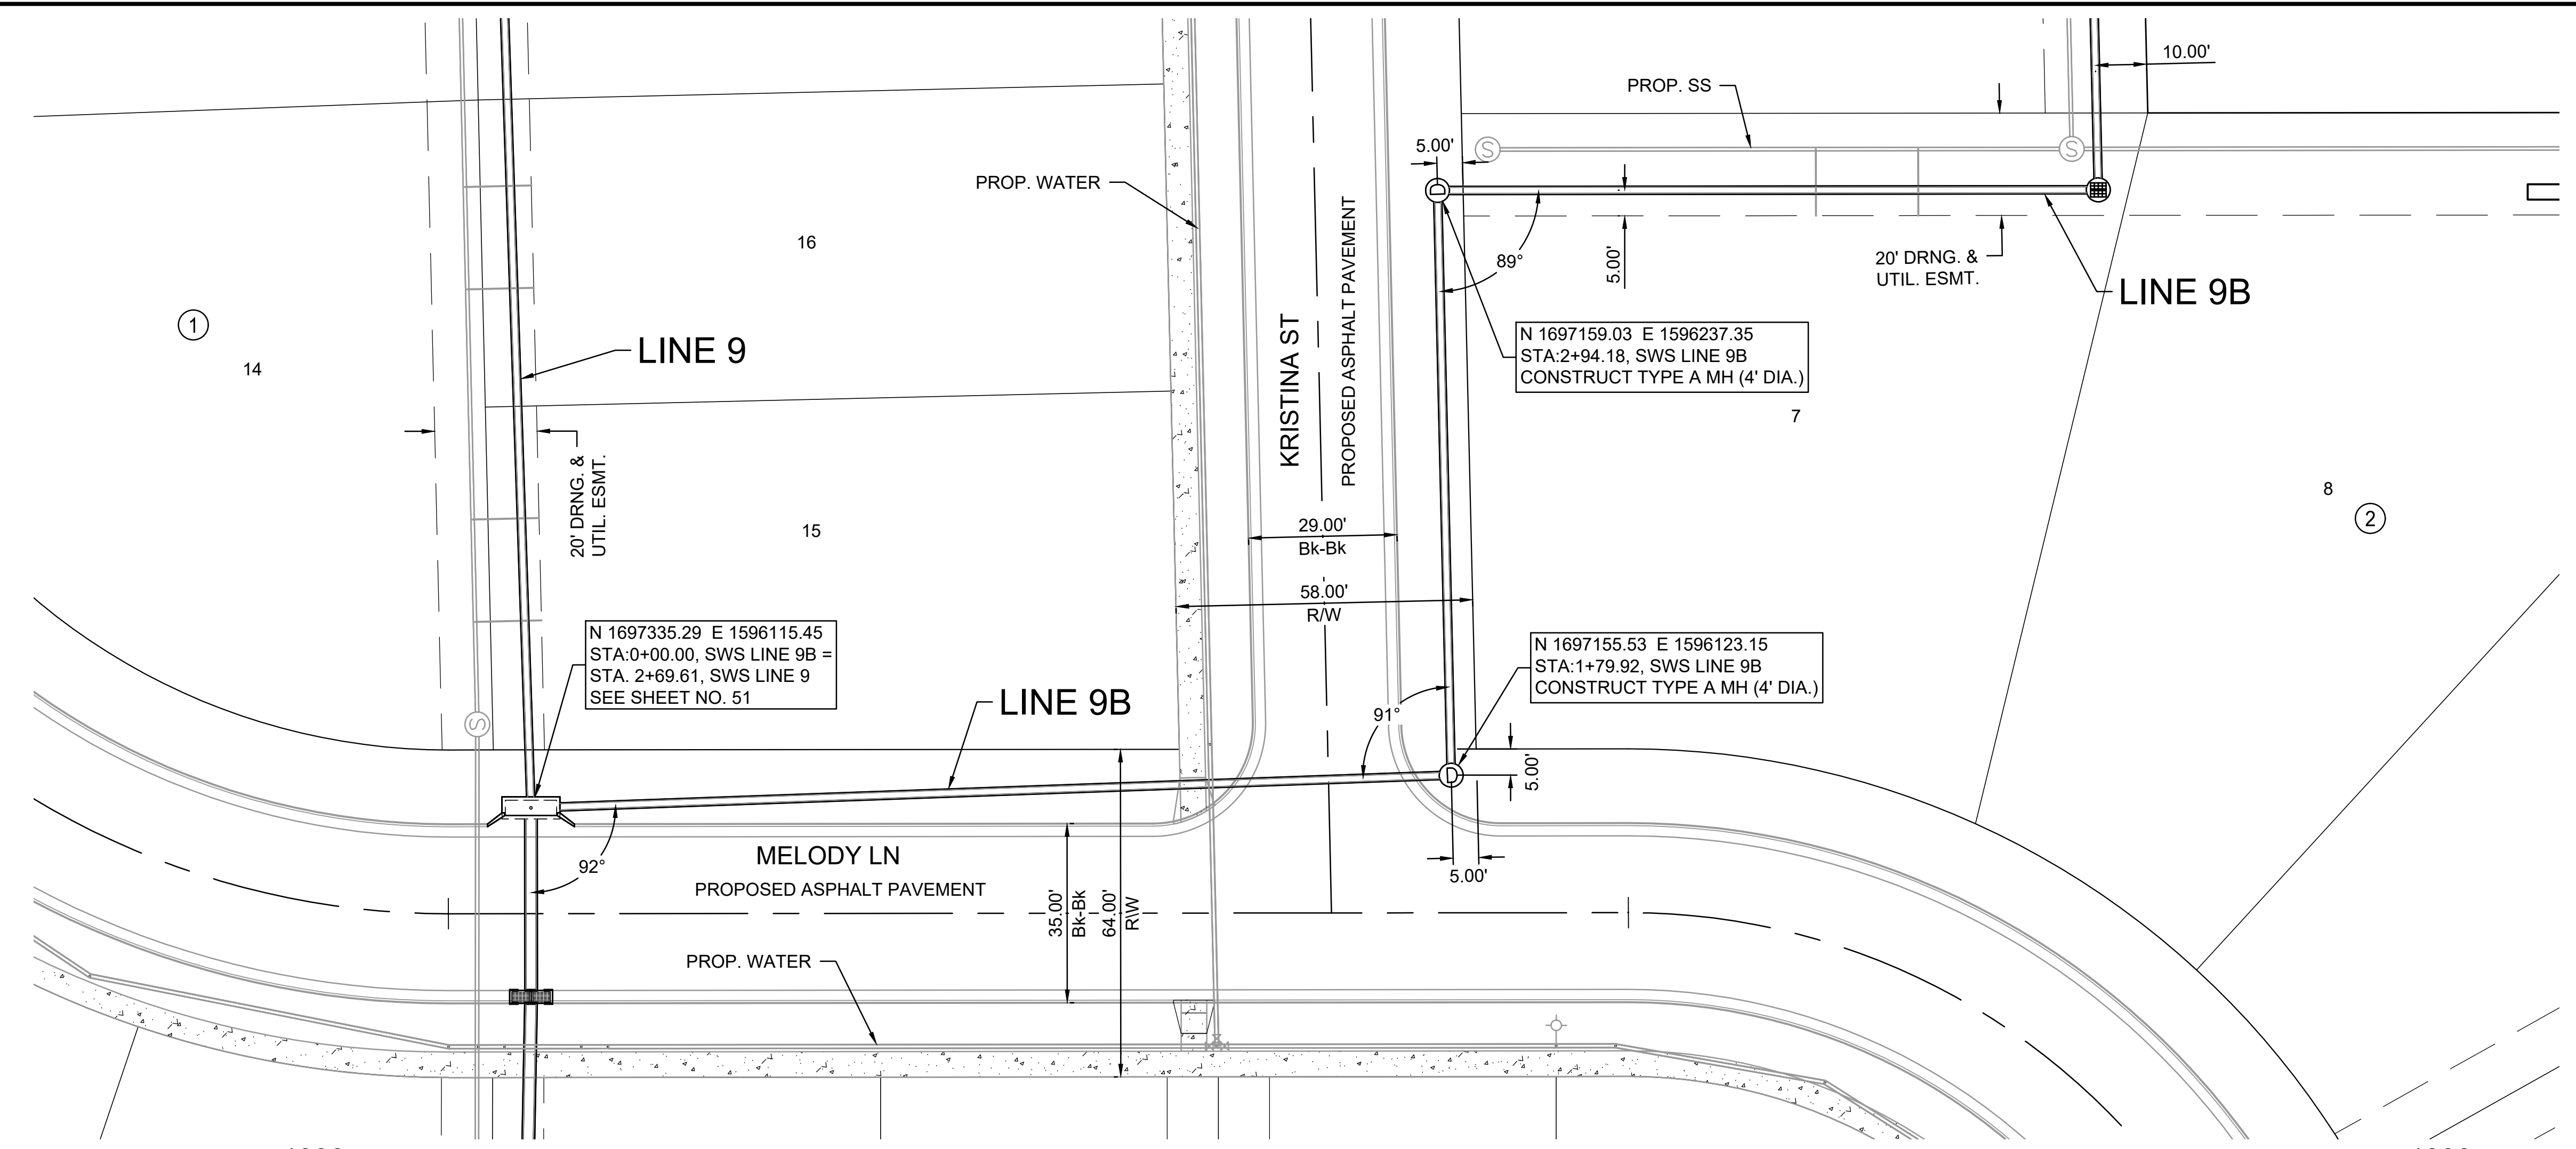 10.00'
PROP. SS
5.00'
PROP. WATER
16
89°
5.00'
20' DRNG. &
UTIL. ESMT.
LINE 9B
1
14
LINE 9
KRISTINA ST
PROPOSED ASPHALT PAVEMENT
N 1697159.03 E 1596237.35
STA:2+94.18, SWS LINE 9B
CONSTRUCT TYPE A MH (4' DIA.)
7
20' DRNG. &
UTIL. ESMT.
15
29.00'
Bk-Bk
8
2
58.00'
R/W
N 1697335.29 E 1596115.45
STA:0+00.00, SWS LINE 9B =
STA. 2+69.61, SWS LINE 9
SEE SHEET NO. 51
N 1697155.53 E 1596123.15
STA:1+79.92, SWS LINE 9B
CONSTRUCT TYPE A MH (4' DIA.)
LINE 9B
91°
S
S
S
D
D
5.00'
92°
MELODY LN
PROPOSED ASPHALT PAVEMENT
5.00'
35.00'
Bk-Bk
64.00'
R\W
PROP. WATER